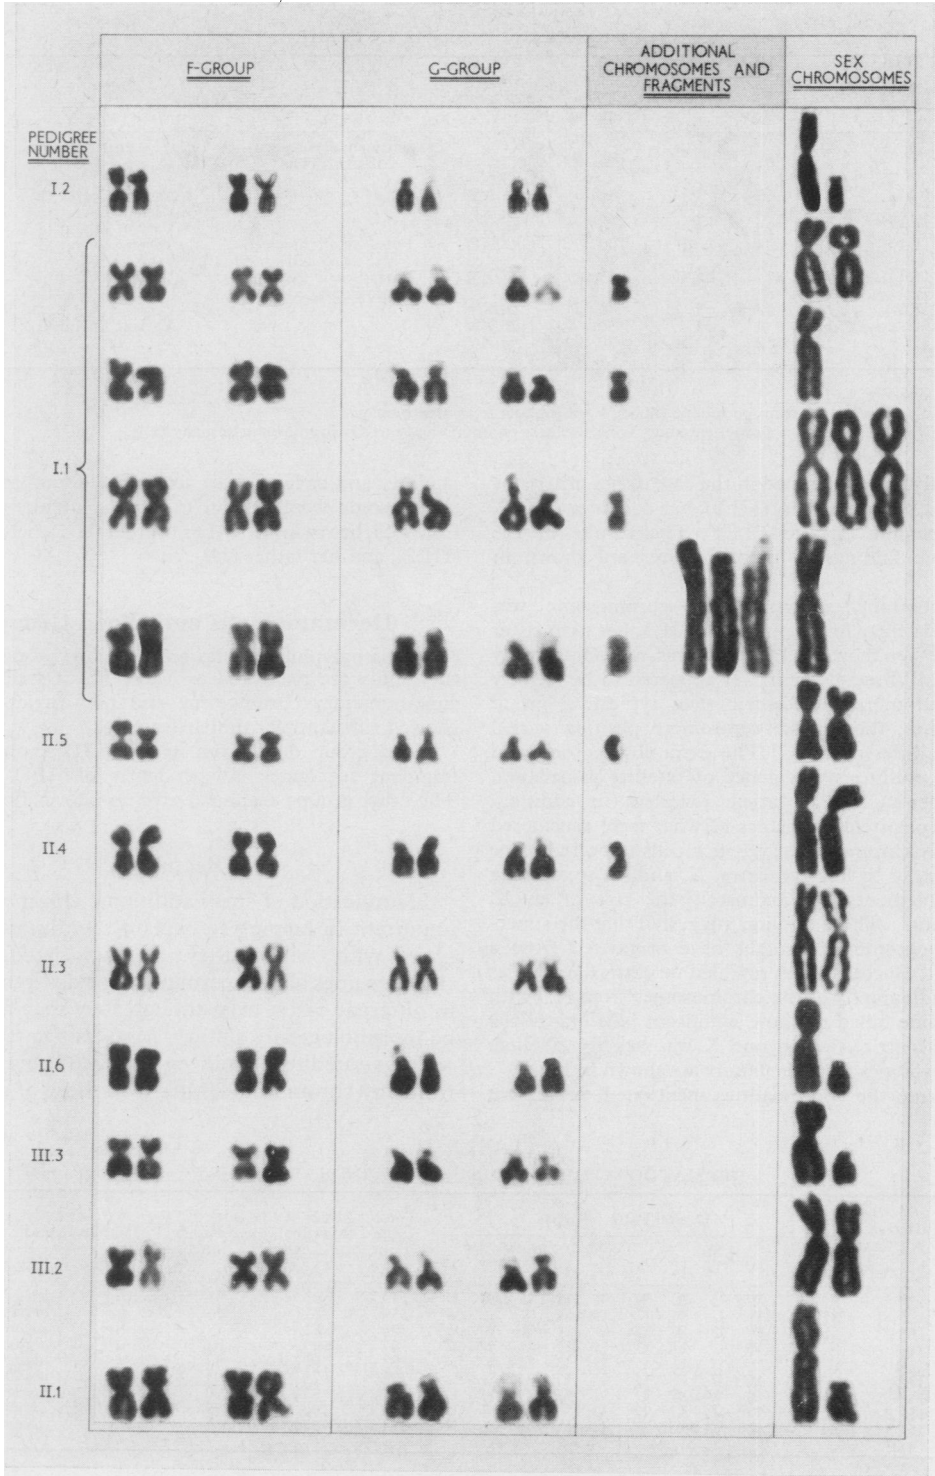 F-GROUP
G-GROUP
ADDITIONAL
CHROMOSOMES AND
FRAGMENTS
SEX
CHROMOSOMES
PEDIGREE
NUMBER
I.2
I.1
II.5
II.4
II.3
II.6
III.3
III.2
II.1